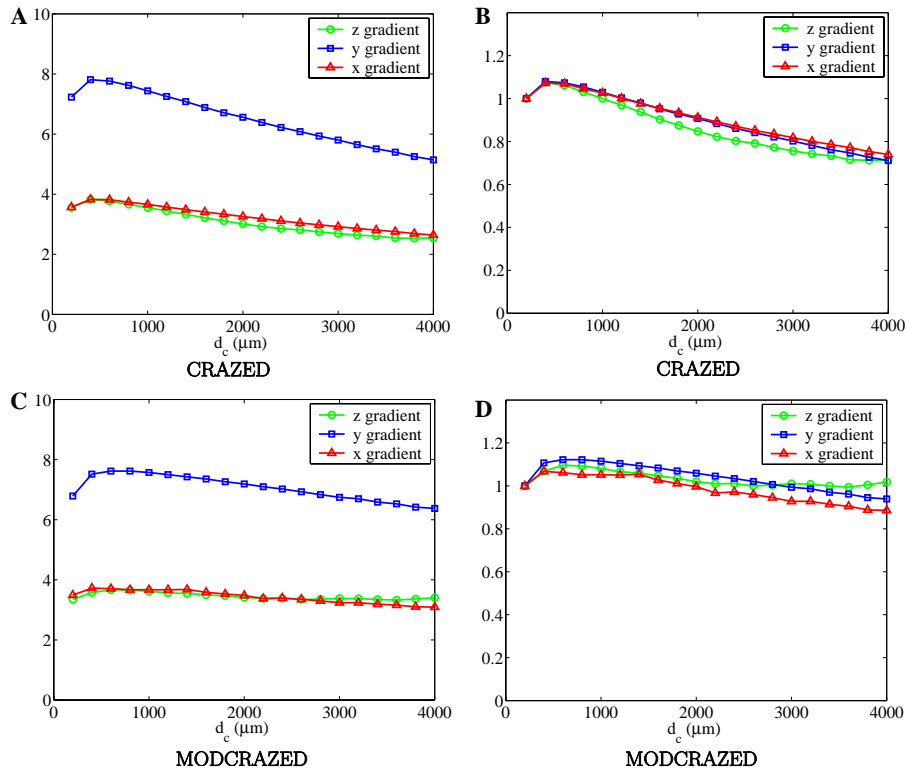 A
10
8
6
4
2
0
z gradient
y gradient
x gradient
0 1000 2000 3000 4000
d_c (μm)
CRAZED
B
1.4
1.2
1
0.8
0.6
0.4
0.2
0
z gradient
y gradient
x gradient
0 1000 2000 3000 4000
d_c (μm)
CRAZED
C
10
8
6
4
2
0
z gradient
y gradient
x gradient
0 1000 2000 3000 4000
d_c (μm)
MODCRAZED
D
1.2
1
0.8
0.6
0.4
0.2
0
z gradient
y gradient
x gradient
0 1000 2000 3000 4000
d_c (μm)
MODCRAZED